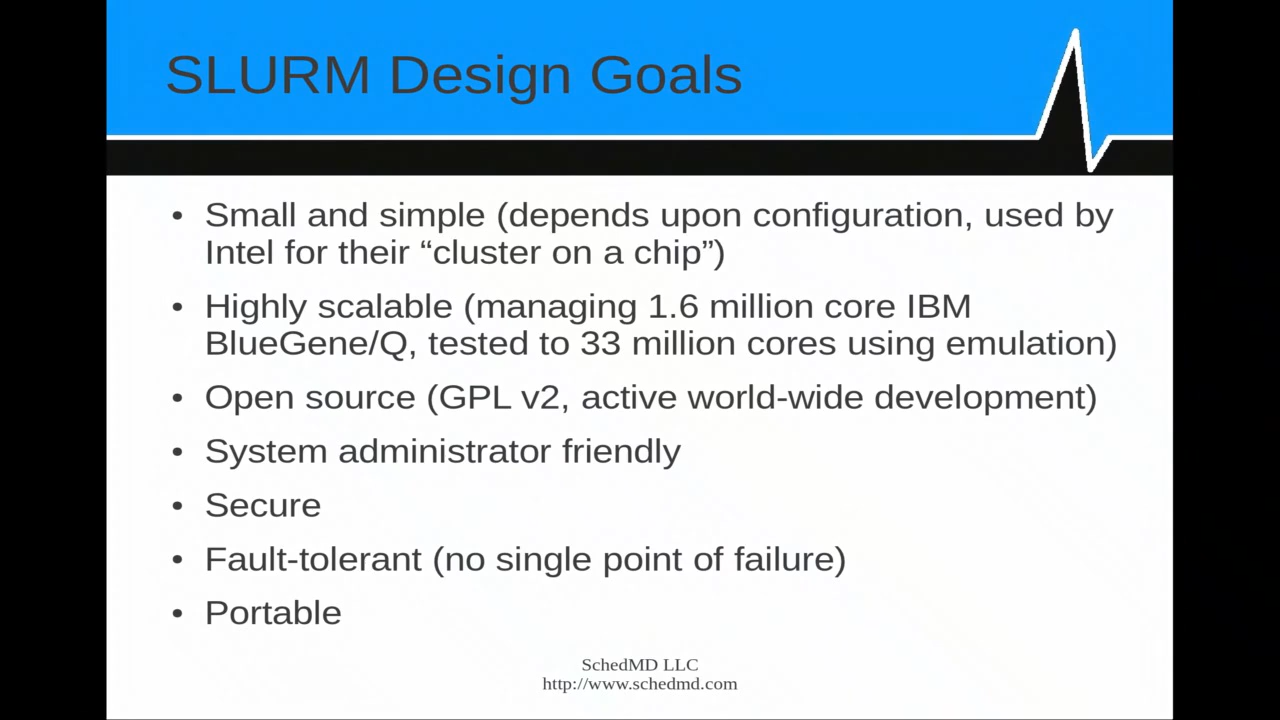 SLURM Design Goals
• Small and simple (depends upon configuration, used by
Intel for their “cluster on a chip”)
• Highly scalable (managing 1.6 million core IBM
BlueGene/Q, tested to 33 million cores using emulation)
• Open source (GPL v2, active world-wide development)
• System administrator friendly
• Secure
• Fault-tolerant (no single point of failure)
• Portable
SchedMD LLC
http://www.schedmd.com